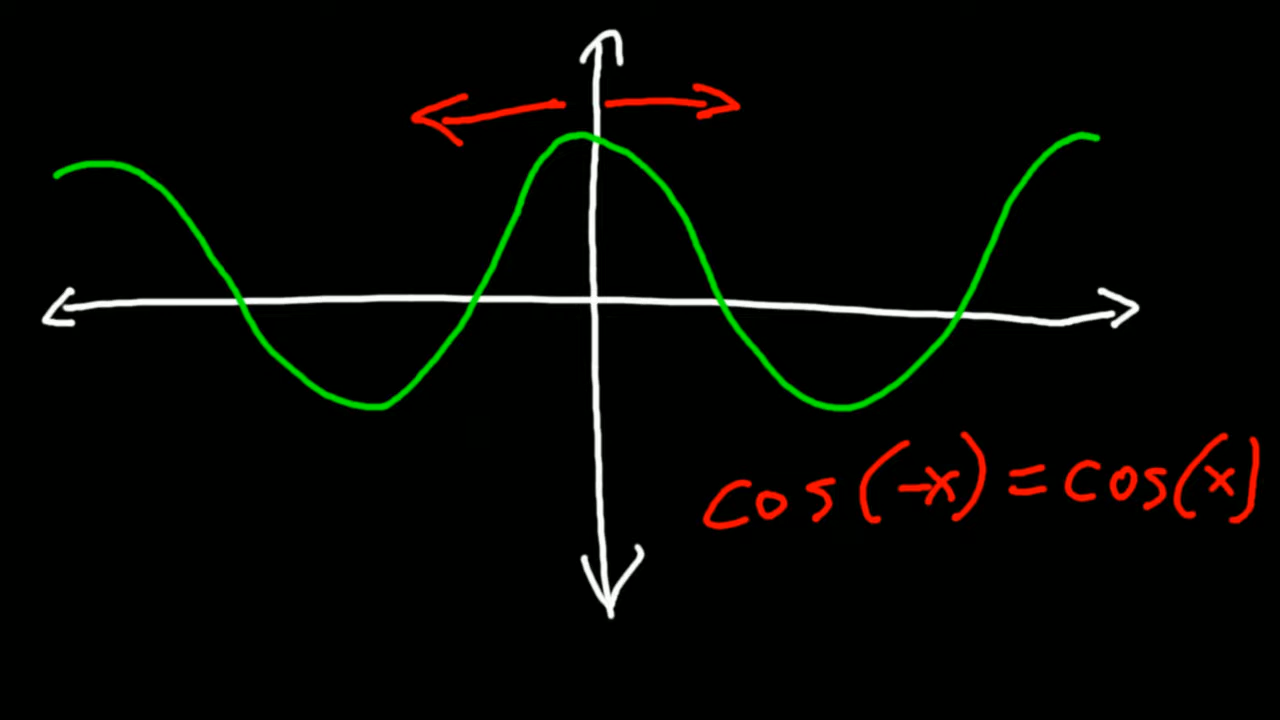 cos(-x) = cos(x)